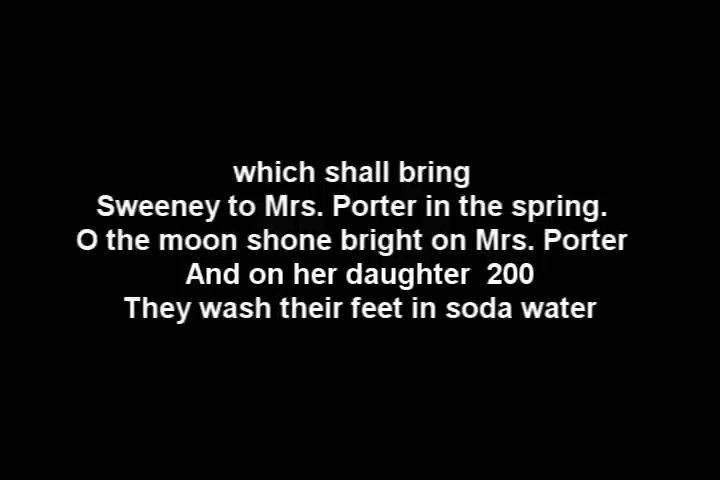 which shall bring
Sweeney to Mrs. Porter in the spring.
O the moon shone bright on Mrs. Porter
And on her daughter  200
They wash their feet in soda water